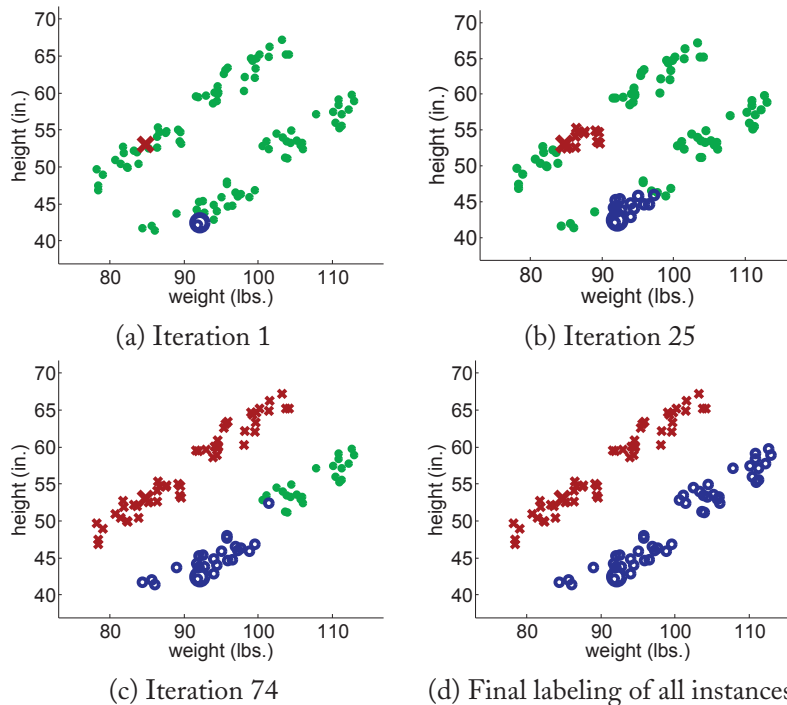 70
65
60
55
50
45
40
height (in.)
80 90 100 110
weight (lbs.)
(a) Iteration 1
70
65
60
55
50
45
40
height (in.)
80 90 100 110
weight (lbs.)
(b) Iteration 25
70
65
60
55
50
45
40
height (in.)
80 90 100 110
weight (lbs.)
(c) Iteration 74
70
65
60
55
50
45
40
height (in.)
80 90 100 110
weight (lbs.)
(d) Final labeling of all instances